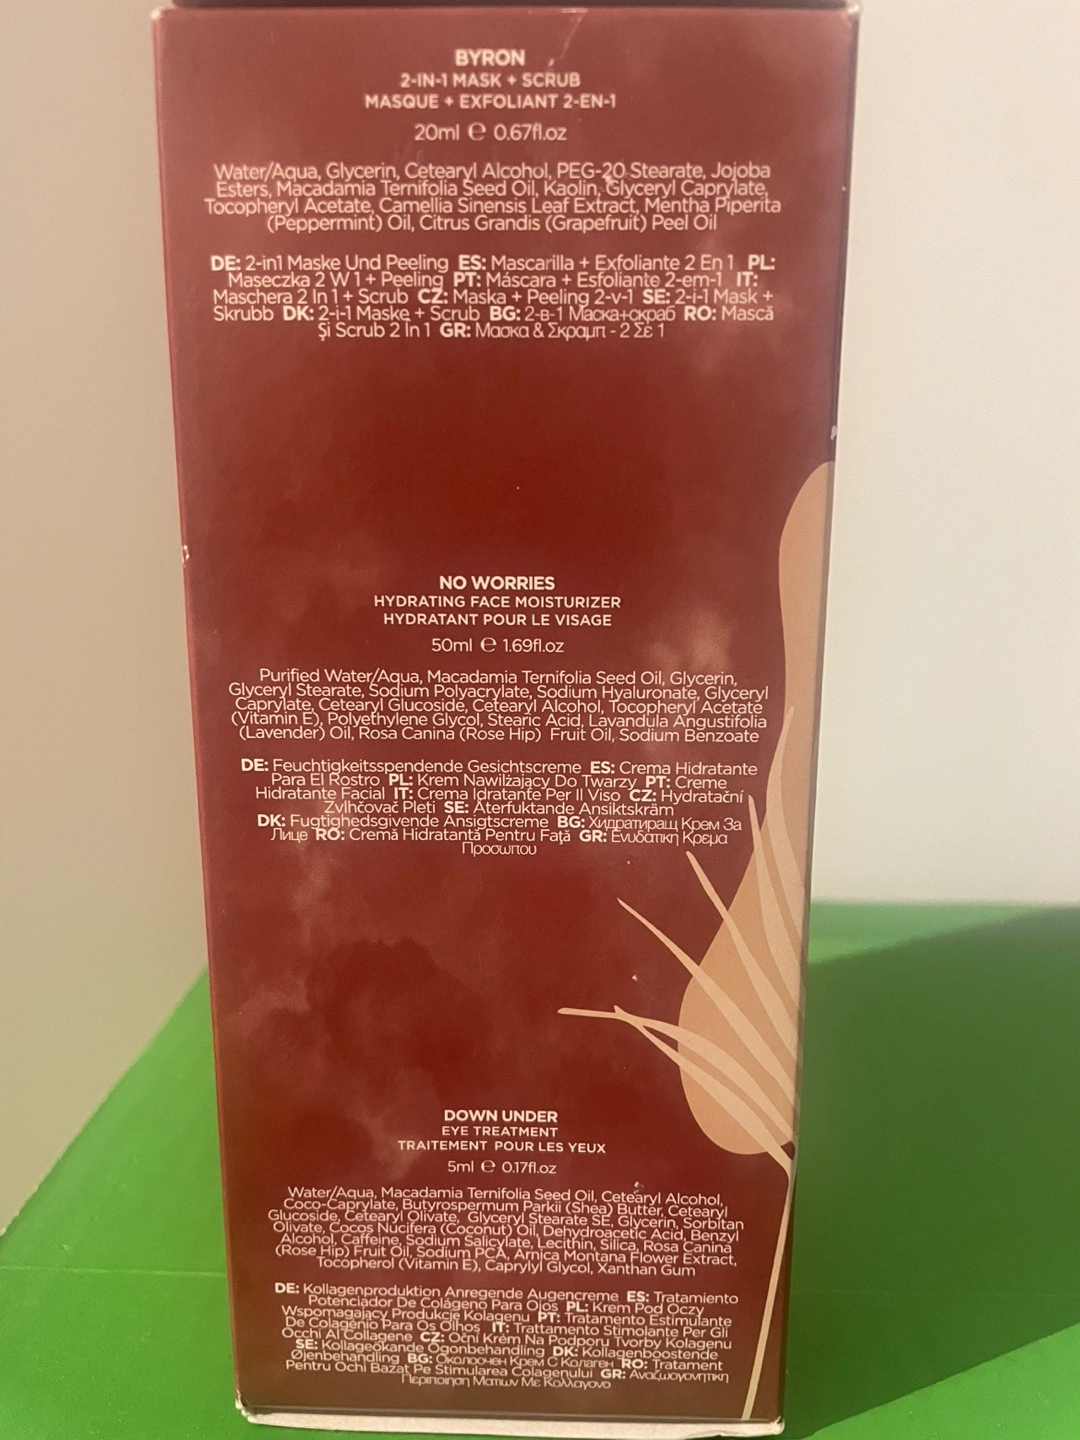 BYRON
2-IN-1 MASK + SCRUB
MASQUE + EXFOLIANT 2-EN-1
20ml ℮ 0.67fl.oz
Water/Aqua, Glycerin, Cetearyl Alcohol, PEG-20 Stearate, Jojoba
Esters, Macadamia Ternifolia Seed Oil, Kaolin, Glyceryl Caprylate,
Tocopheryl Acetate, Camellia Sinensis Leaf Extract, Mentha Piperita
(Peppermint) Oil, Citrus Grandis (Grapefruit) Peel Oil
DE: 2-in1 Maske Und Peeling ES: Mascarilla + Exfoliante 2 En 1 PL:
Maseczka 2 W 1 + Peeling PT: Máscara + Esfoliante 2-em-1 IT:
Maschera 2 In 1 + Scrub CZ: Maska + Peeling 2-v-1 SE: 2-i-1 Mask +
Skrubb DK: 2-i-1 Maske + Scrub BG: 2-в-1 Маска+скраб RO: Mască
Şi Scrub 2 În 1 GR: Μασκα & Σκραμπ - 2 Σε 1
NO WORRIES
HYDRATING FACE MOISTURIZER
HYDRATANT POUR LE VISAGE
50ml ℮ 1.69fl.oz
Purified Water/Aqua, Macadamia Ternifolia Seed Oil, Glycerin,
Glyceryl Stearate, Sodium Polyacrylate, Sodium Hyaluronate, Glyceryl
Caprylate, Cetearyl Glucoside, Cetearyl Alcohol, Tocopheryl Acetate
(Vitamin E), Polyethylene Glycol, Stearic Acid, Lavandula Angustifolia
(Lavender) Oil, Rosa Canina (Rose Hip) Fruit Oil, Sodium Benzoate
DE: Feuchtigkeitsspendende Gesichtscreme ES: Crema Hidratante
Para El Rostro PL: Krem Nawilżający Do Twarzy PT: Creme
Hidratante Facial IT: Crema Idratante Per Il Viso CZ: Hydratační
Zvlhčovač Pleti SE: Återfuktande Ansiktskräm
DK: Fugtighedsgivende Ansigtscreme BG: Хидратиращ Крем За
Лице RO: Cremă Hidratantă Pentru Faţă GR: Ενυδατικη Κρεμα
Προσωπου
DOWN UNDER
EYE TREATMENT
TRAITEMENT POUR LES YEUX
5ml ℮ 0.17fl.oz
Water/Aqua, Macadamia Ternifolia Seed Oil, Cetearyl Alcohol,
Coco-Caprylate, Butyrospermum Parkii (Shea) Butter, Cetearyl
Glucoside, Cetearyl Olivate, Glyceryl Stearate SE, Glycerin, Sorbitan
Olivate, Cocos Nucifera (Coconut) Oil, Dehydroacetic Acid, Benzyl
Alcohol, Caffeine, Sodium Salicylate, Lecithin, Silica, Rosa Canina
(Rose Hip) Fruit Oil, Sodium PCA, Arnica Montana Flower Extract,
Tocopherol (Vitamin E), Caprylyl Glycol, Xanthan Gum
DE: Kollagenproduktion Anregende Augencreme ES: Tratamiento
Potenciador De Colágeno Para Ojos PL: Krem Pod Oczy
Wspomagający Produkcję Kolagenu PT: Tratamento Estimulante
De Colagénio Para Os Olhos IT: Trattamento Stimolante Per Gli
Occhi Al Collagene CZ: Oční Krém Na Podporu Tvorby Kolagenu
SE: Kollageökande Ögonbehandling DK: Kollagenboostende
Øjenbehandling BG: Околоочен Крем С Колаген RO: Tratament
Pentru Ochi Bazat Pe Stimularea Colagenului GR: Αναζωογονητικη
Περιποιηση Ματιων Με Κολλαγονο